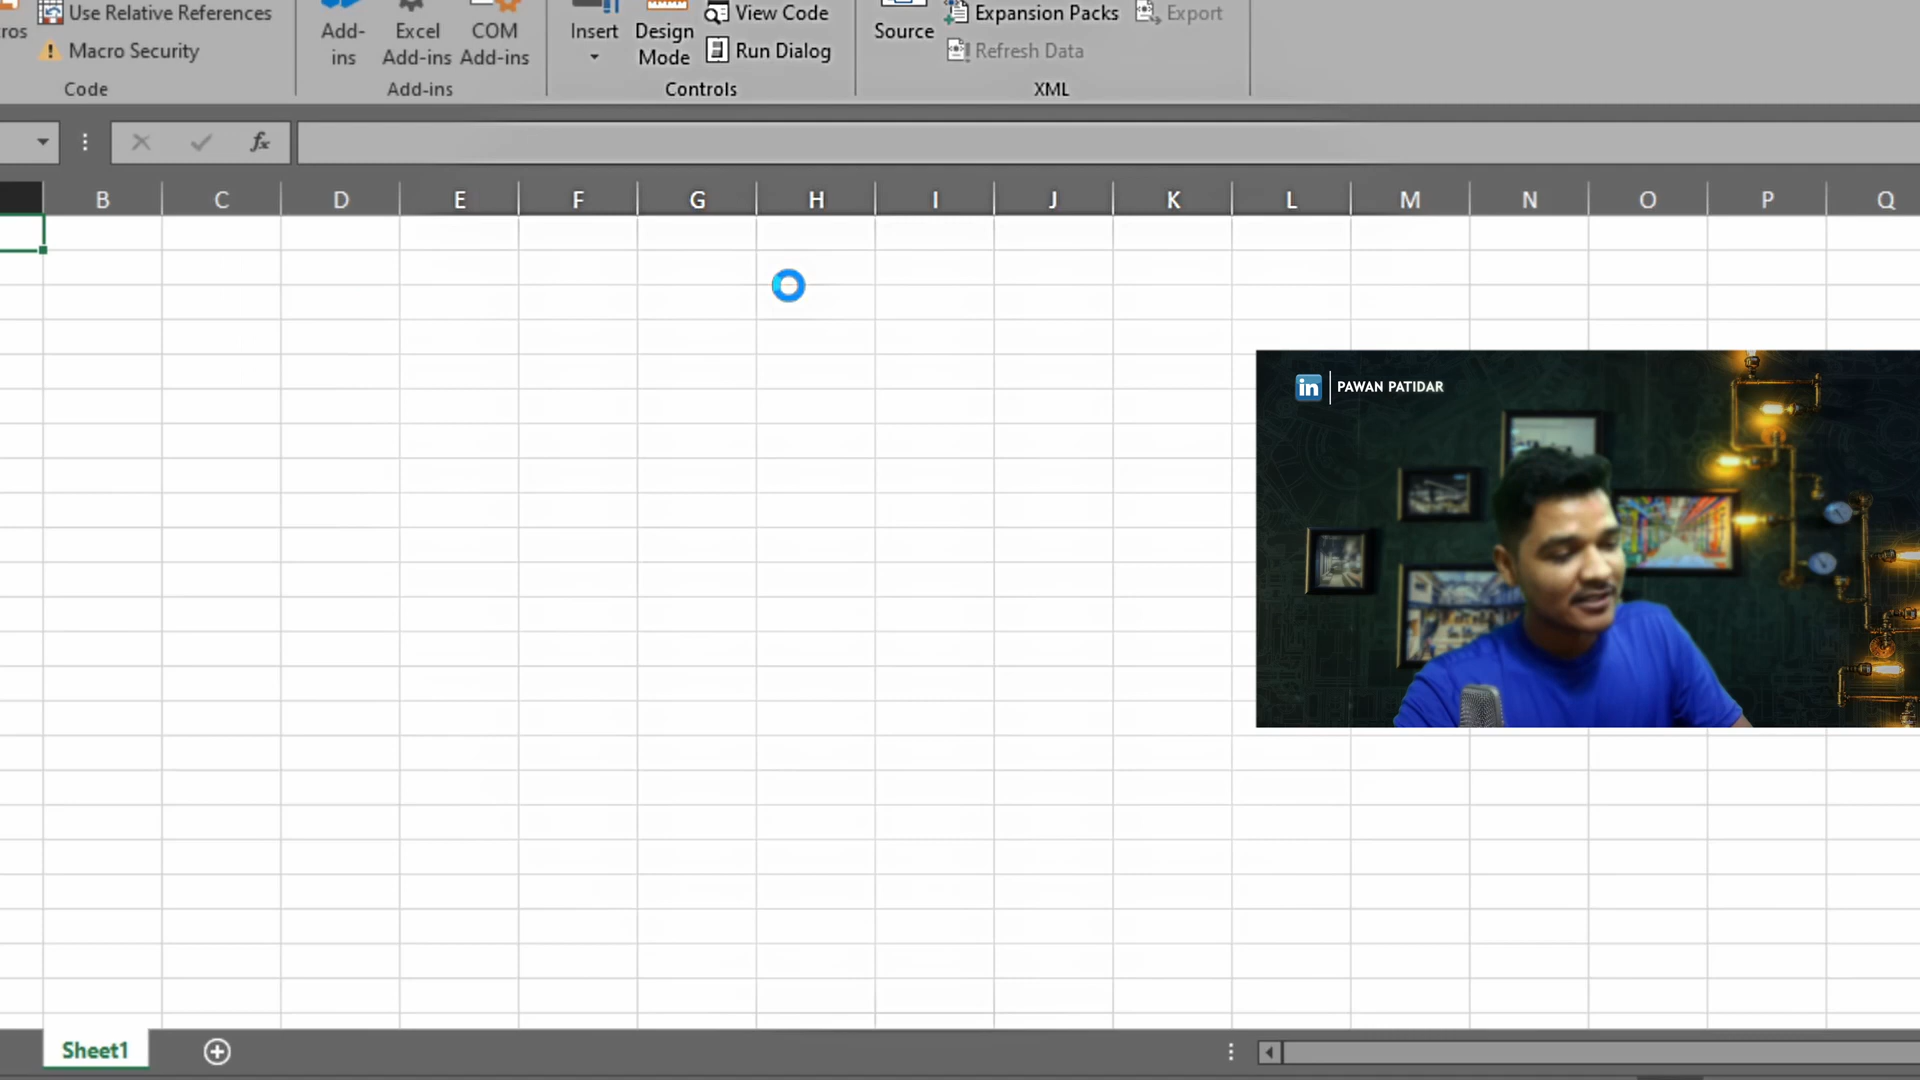 ros
Use Relative References
Macro Security
Code
Add-
ins
Excel
Add-ins
COM
Add-ins
Add-ins
Insert
Design
Mode
View Code
Run Dialog
Controls
Source
Expansion Packs
Export
Refresh Data
XML
fx
B C D E F G H I J K L M N O P Q
in PAWAN PATIDAR
Sheet1